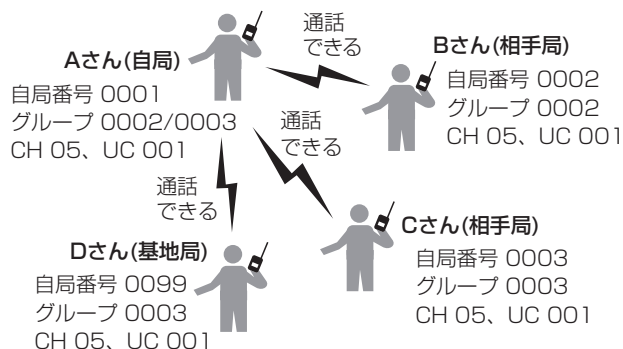 Aさん(自局)
自局番号 0001
グループ 0002/0003
CH 05、UC 001
通話
できる
Bさん(相手局)
自局番号 0002
グループ 0002
CH 05、UC 001
通話
できる
通話
できる
Cさん(相手局)
自局番号 0003
グループ 0003
CH 05、UC 001
Dさん(基地局)
自局番号 0099
グループ 0003
CH 05、UC 001